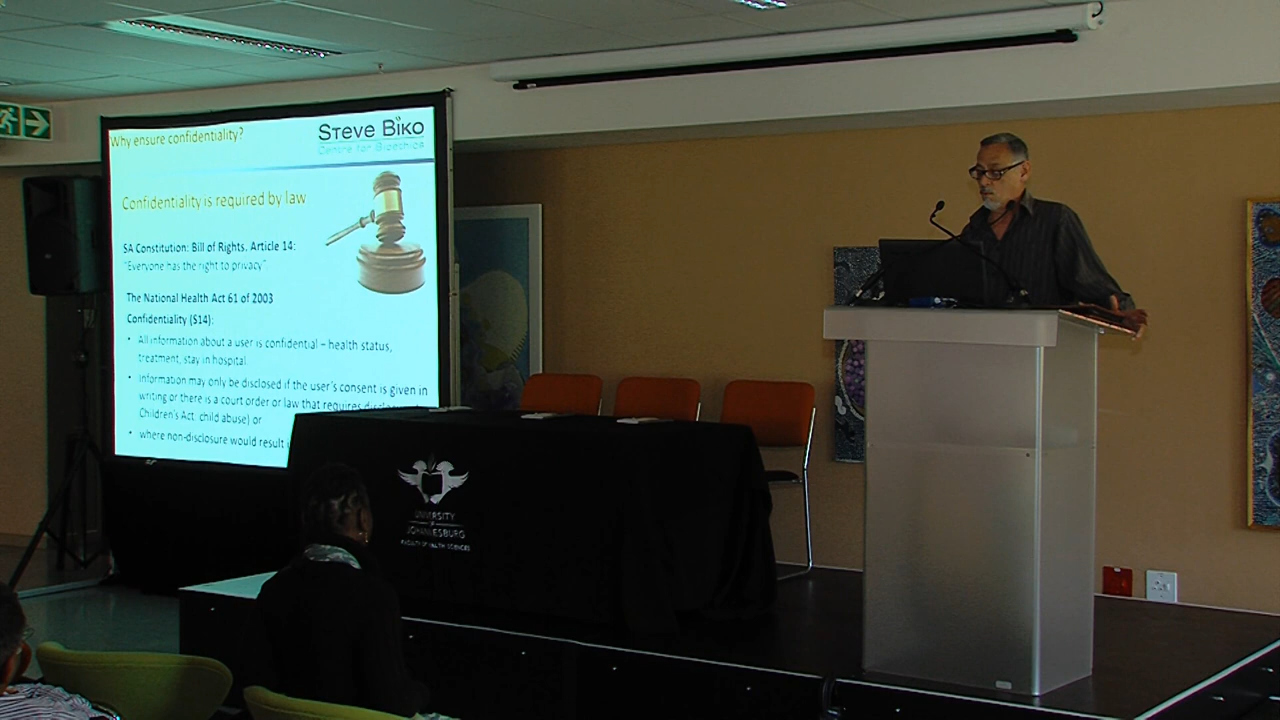 Why ensure confidentiality?
STEVE BIKO
Centre for Bioethics
Confidentiality is required by law
SA Constitution: Bill of Rights. Article 14:
"Everyone has the right to privacy".
The National Health Act 61 of 2003
Confidentiality (S14):
• All information about a user is confidential – health status,
treatment, stay in hospital.
• Information may only be disclosed if the user's consent is given in
writing or there is a court order or law that requires
Children's Act. child abuse) or
• where non-disclosure would result
UNIVERSITY
OF
JOHANNESBURG
FACULTY OF HEALTH SCIENCES